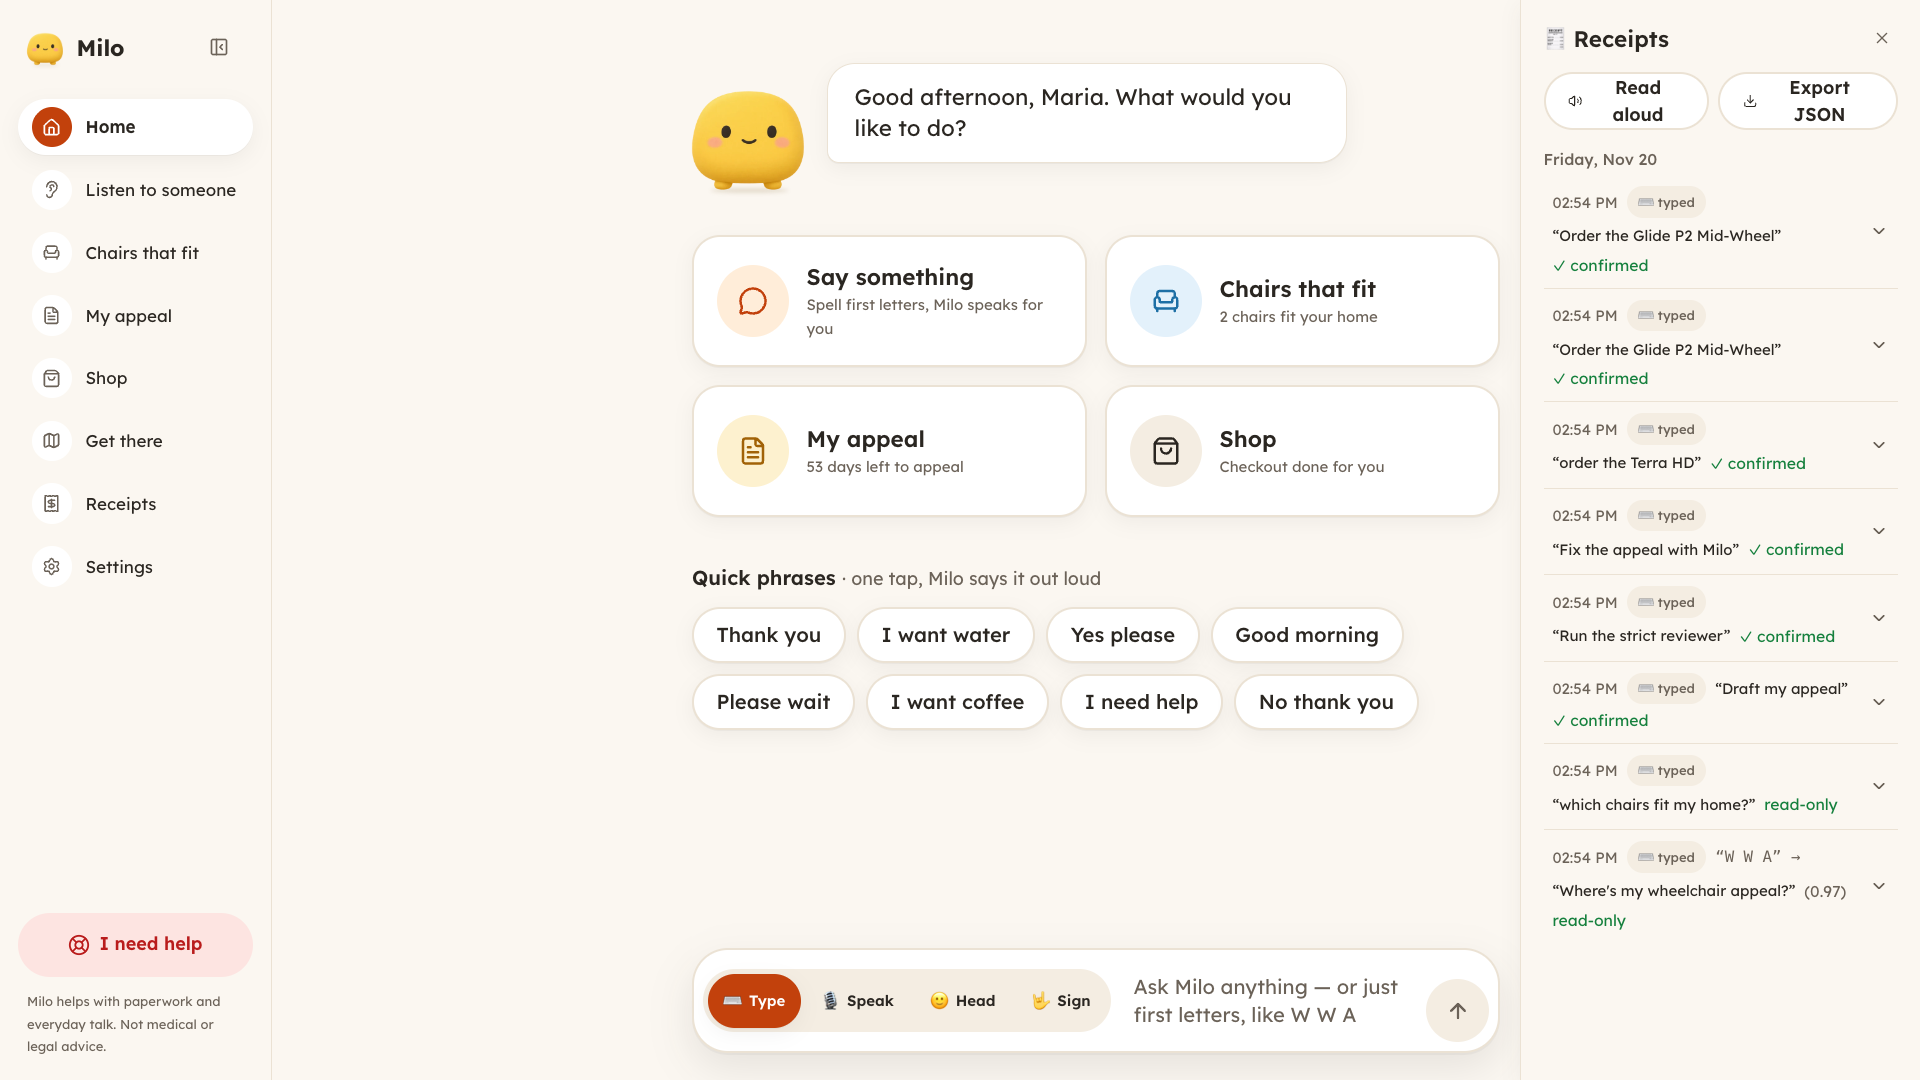 Milo
Home
Listen to someone
Chairs that fit
My appeal
Shop
Get there
Receipts
Settings
I need help
Milo helps with paperwork and
everyday talk. Not medical or
legal advice.
Good afternoon, Maria. What would you
like to do?
Say something
Spell first letters, Milo speaks for
you
Chairs that fit
2 chairs fit your home
My appeal
53 days left to appeal
Shop
Checkout done for you
Quick phrases · one tap, Milo says it out loud
Thank you
I want water
Yes please
Good morning
Please wait
I want coffee
I need help
No thank you
Type
Speak
Head
Sign
Ask Milo anything — or just
first letters, like W W A
Receipts
Read
aloud
Export
JSON
Friday, Nov 20
02:54 PM typed
“Order the Glide P2 Mid-Wheel”
✓ confirmed
02:54 PM typed
“Order the Glide P2 Mid-Wheel”
✓ confirmed
02:54 PM typed
“order the Terra HD” ✓ confirmed
02:54 PM typed
“Fix the appeal with Milo” ✓ confirmed
02:54 PM typed
“Run the strict reviewer” ✓ confirmed
02:54 PM typed “Draft my appeal”
✓ confirmed
02:54 PM typed
“which chairs fit my home?” read-only
02:54 PM typed “W W A” →
“Where's my wheelchair appeal?” (0.97)
read-only